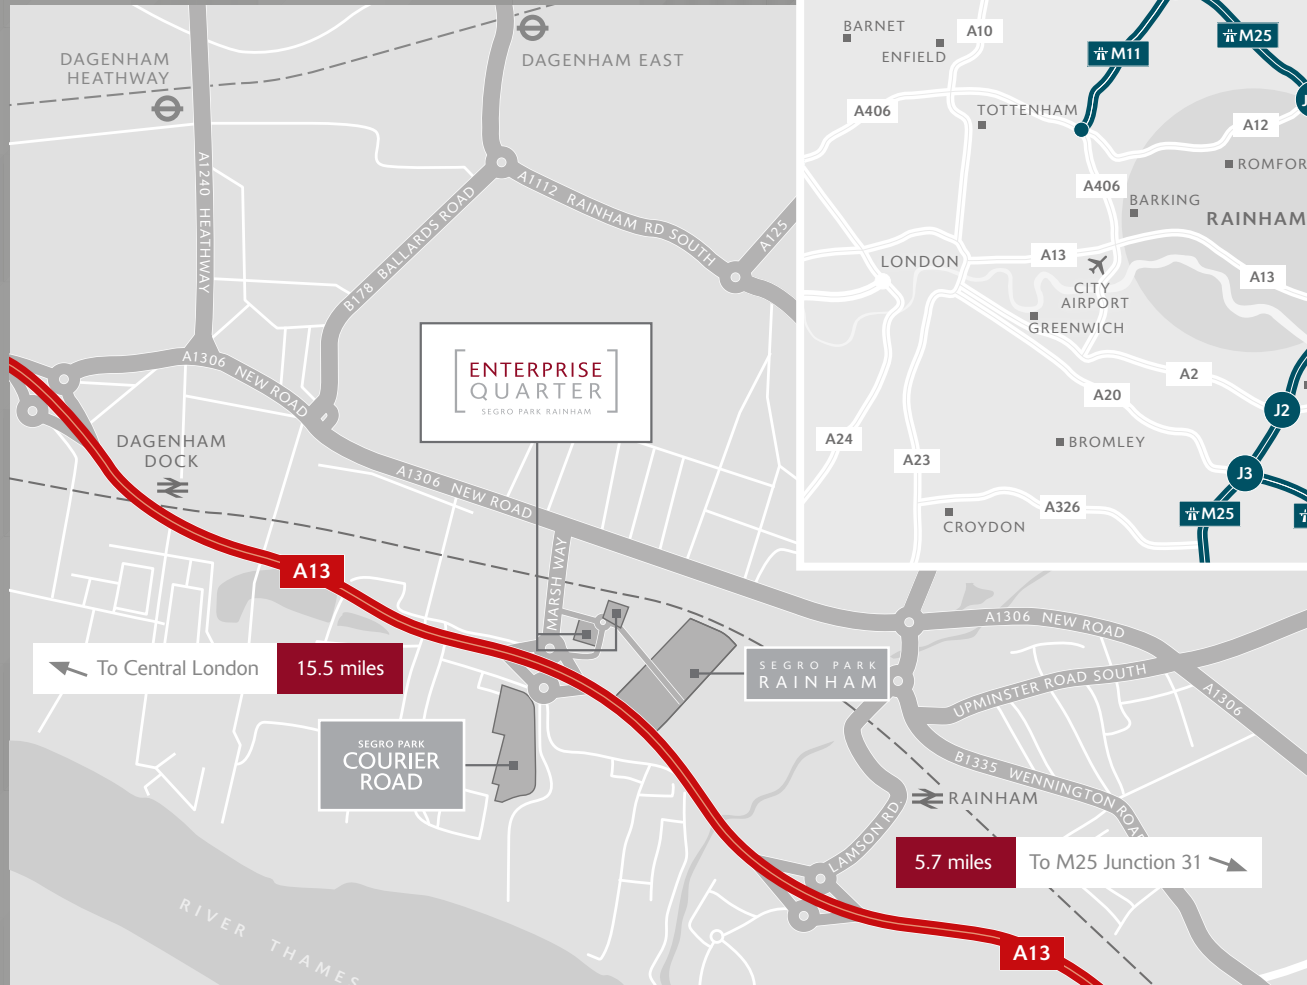 DAGENHAM
HEATHWAY
DAGENHAM EAST
A1240 HEATHWAY
B178 BALLARDS ROAD
A1112 RAINHAM RD SOUTH
A125
A1306 NEW ROAD
ENTERPRISE
QUARTER
SEGRO PARK RAINHAM
DAGENHAM
DOCK
A1306 NEW ROAD
A13
MARSH WAY
To Central London
15.5 miles
SEGRO PARK
COURIER
ROAD
SEGRO PARK
RAINHAM
A1306 NEW ROAD
UPMINSTER ROAD SOUTH
A1306
B1335 WENNINGTON ROAD
RAINHAM
LAMSON RD.
5.7 miles
To M25 Junction 31
A13
RIVER THAMES
BARNET
ENFIELD
A10
M11
M25
A406
TOTTENHAM
A12
ROMFOR
A406
BARKING
RAINHAM
LONDON
A13
CITY
AIRPORT
A13
GREENWICH
A2
A20
J2
A24
A23
BROMLEY
J3
A326
M25
CROYDON